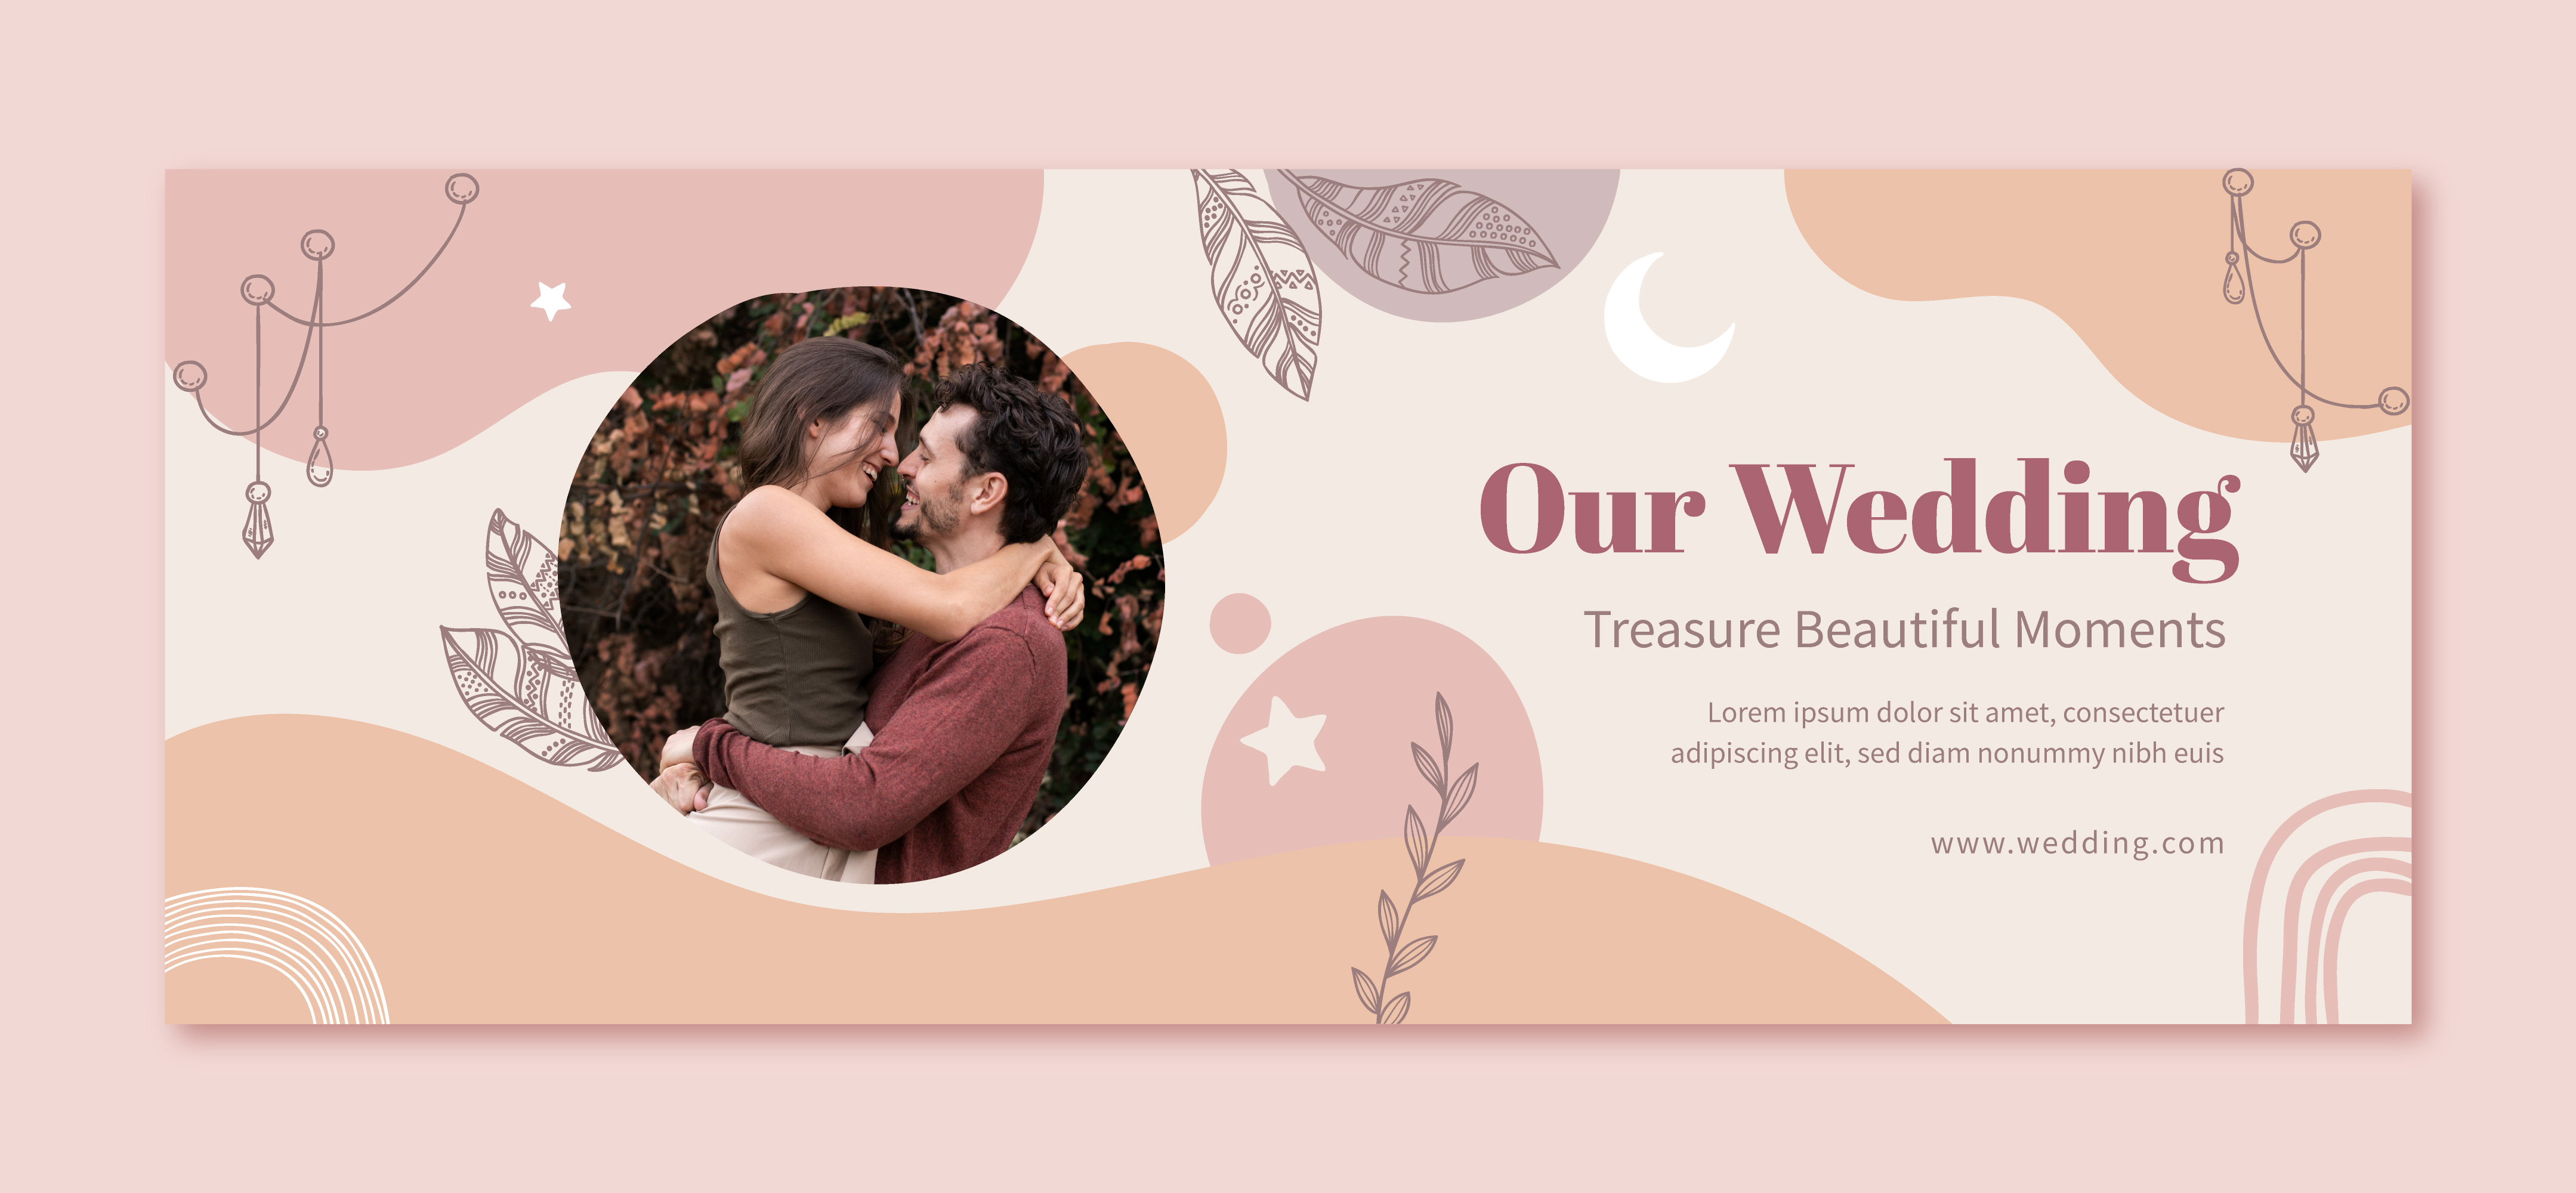 Our Wedding
Treasure Beautiful Moments
Lorem ipsum dolor sit amet, consectetuer
adipiscing elit, sed diam nonummy nibh euis
www.wedding.com